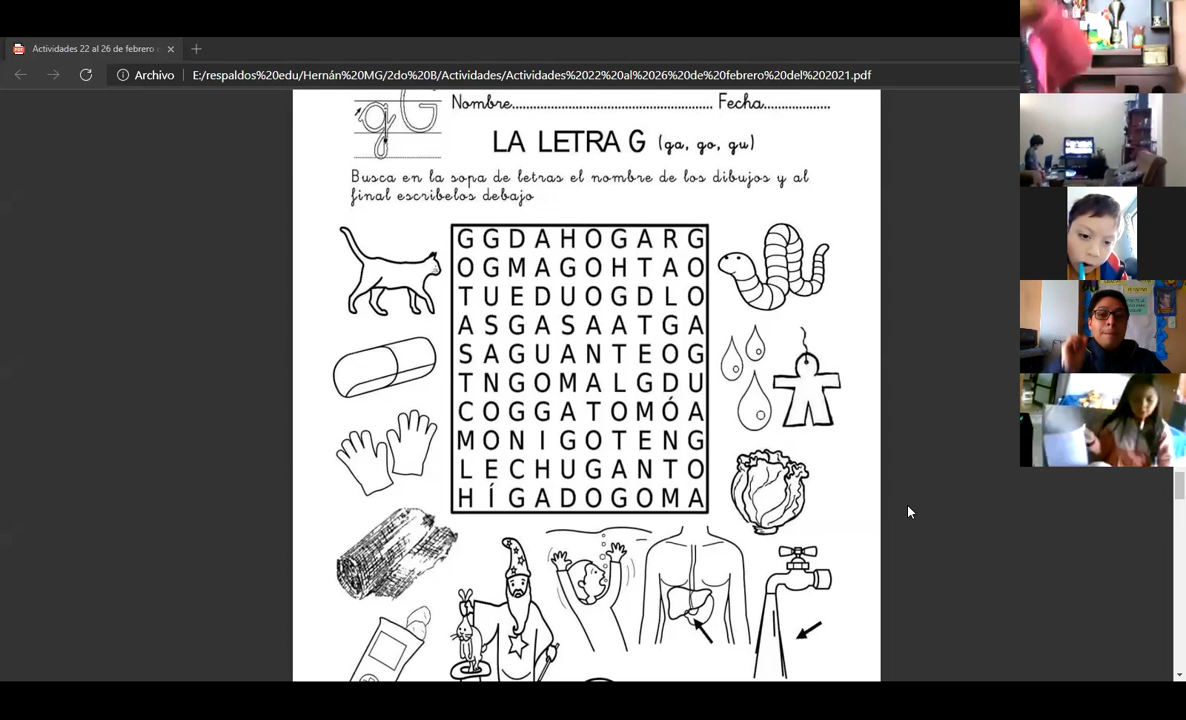 Actividades 22 al 26 de febrero
Archivo
E:/respaldos%20edu/Hernán%20MG/2do%20B/Actividades/Actividades%2022%20al%2026%20de%20febrero%20del%202021.pdf
gG
Nombre.................................................... Fecha..................
LA LETRA G (ga, go, gu)
Busca en la sopa de letras el nombre de los dibujos y al
final escribelos debajo
G G D A H O G A R G
O G M A G O H T A O
T U E D U O G D L O
A S G A S A A T G A
S A G U A N T E O G
T N G O M A L G D U
C O G G A T O M Ó A
M O N I G O T E N G
L E C H U G A N T O
H Í G A D O G O M A